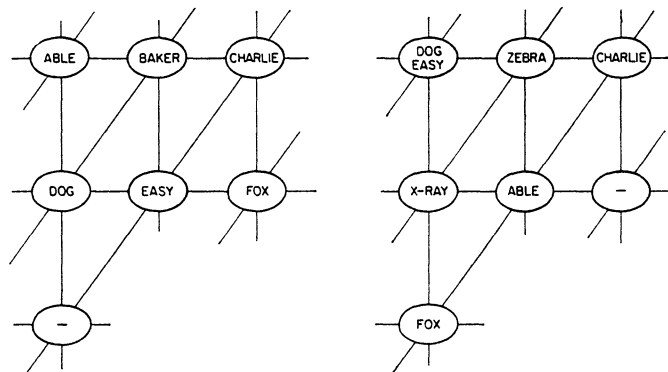 ABLE BAKER CHARLIE
DOG EASY FOX
–
DOG
EASY ZEBRA CHARLIE
X-RAY ABLE –
FOX